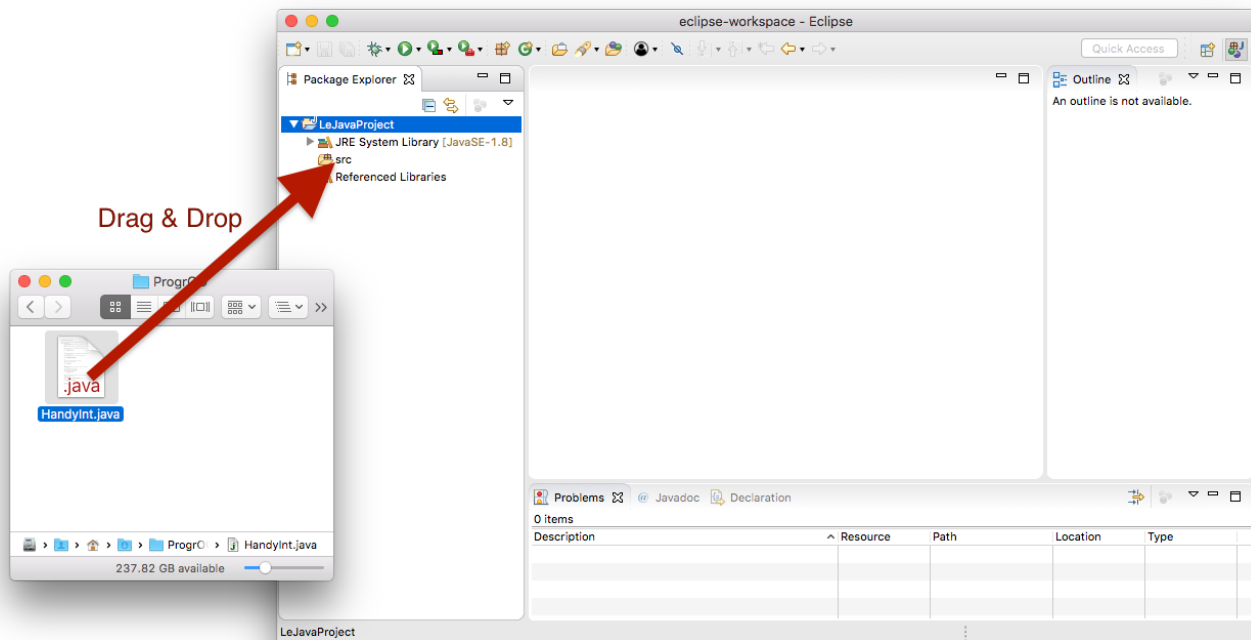 eclipse-workspace - Eclipse
Quick Access
Package Explorer
Outline
An outline is not available.
LeJavaProject
JRE System Library [JavaSE-1.8]
src
Referenced Libraries
Drag & Drop
.java
HandyInt.java
ProgrO
HandyInt.java
237.82 GB available
Problems
@ Javadoc
Declaration
0 items
Description
Resource
Path
Location
Type
LeJavaProject